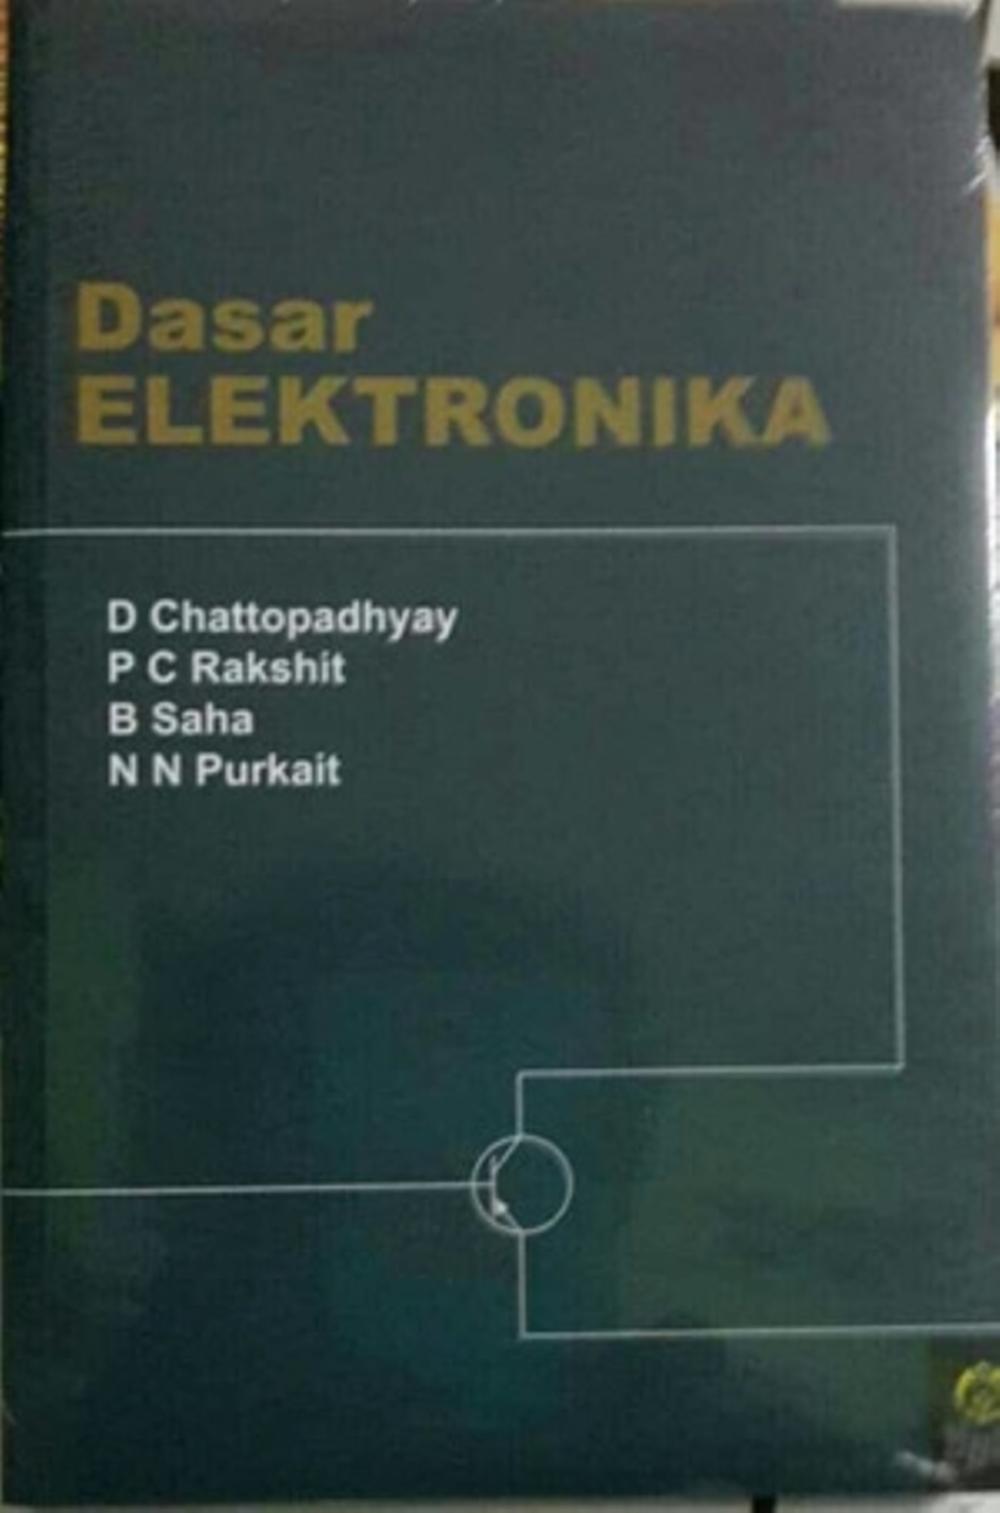 Dasar
ELEKTRONIKA
D Chattopadhyay
P C Rakshit
B Saha
N N Purkait